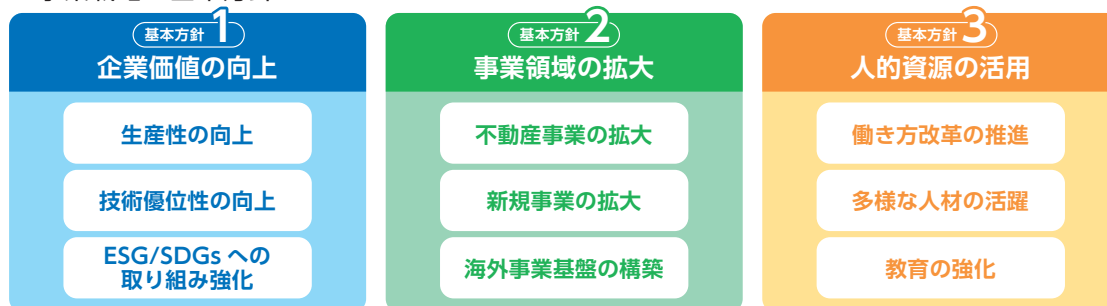 基本方針 1
企業価値の向上
生産性の向上
技術優位性の向上
ESG/SDGs への
取り組み強化
基本方針 2
事業領域の拡大
不動産事業の拡大
新規事業の拡大
海外事業基盤の構築
基本方針 3
人的資源の活用
働き方改革の推進
多様な人材の活躍
教育の強化